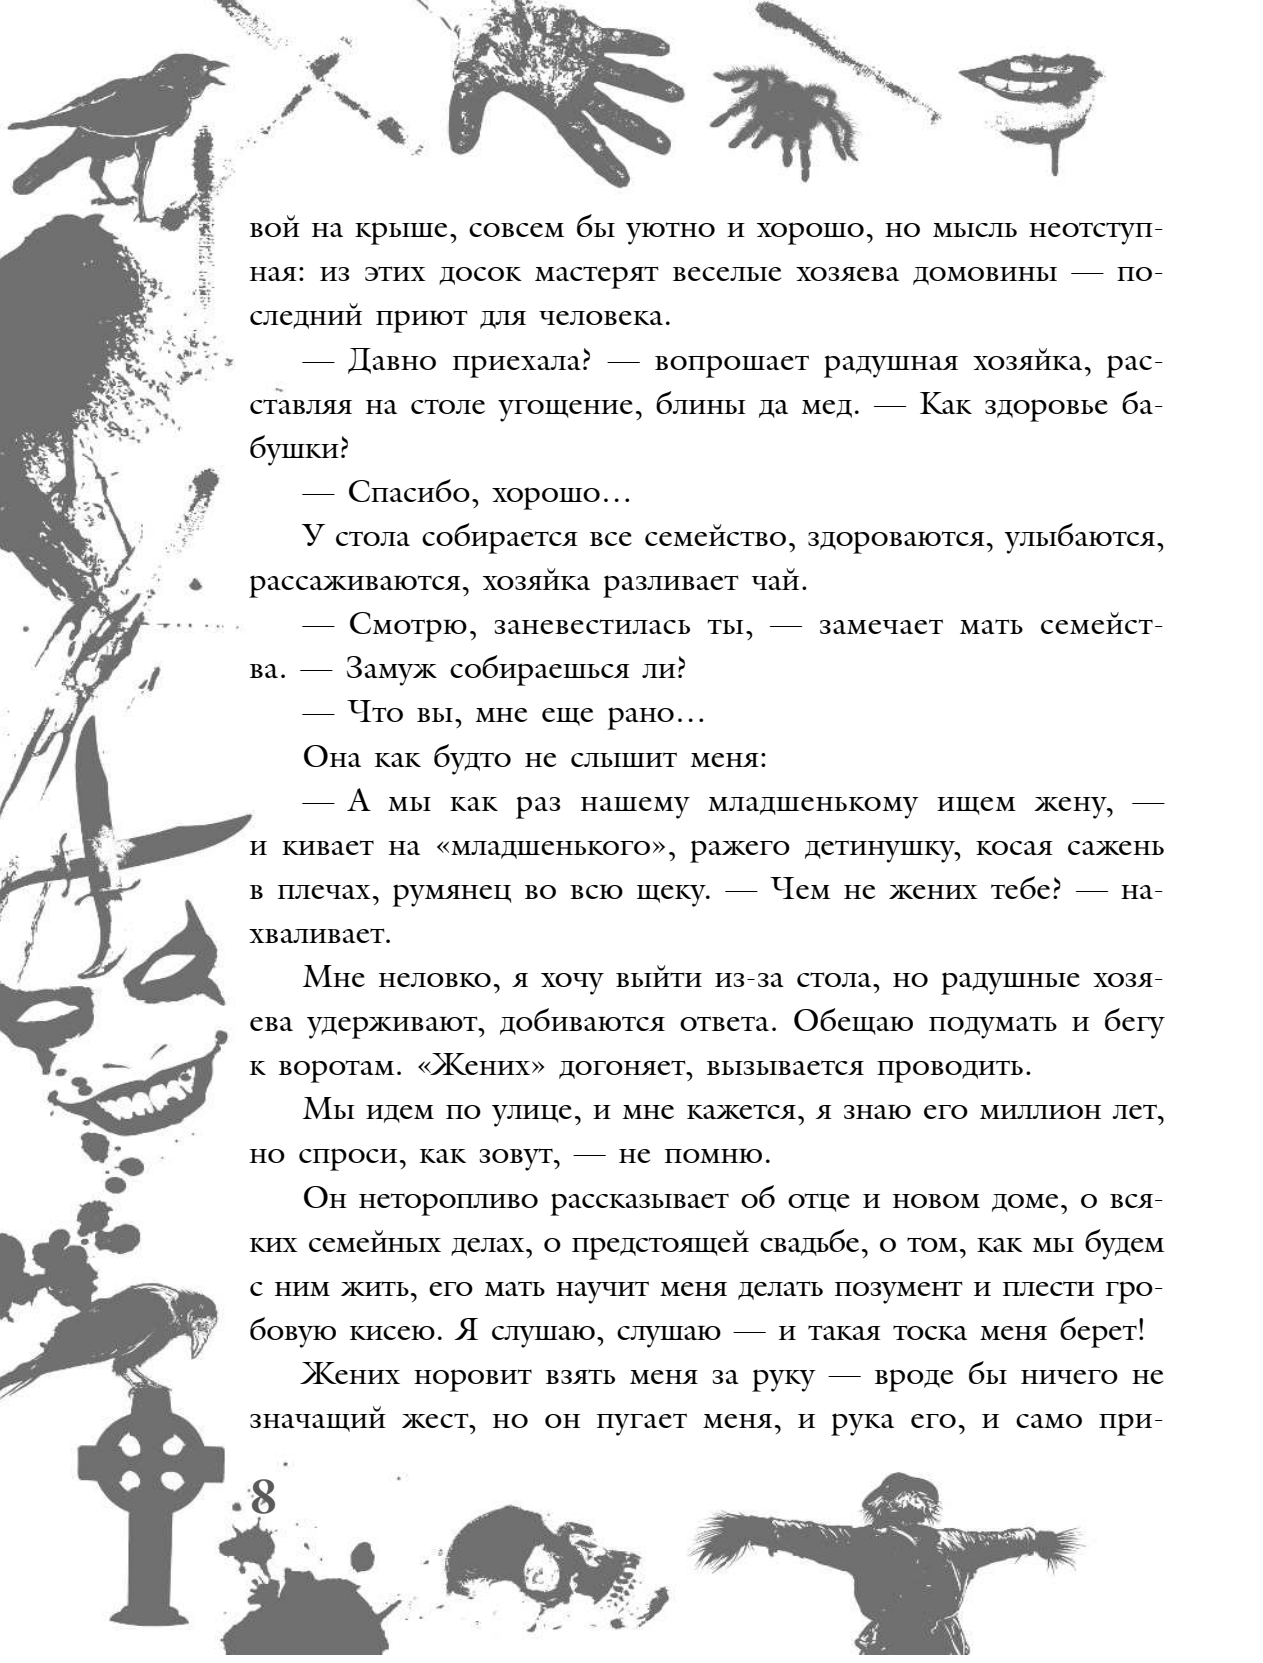 вой на крыше, совсем бы уютно и хорошо, но мысль неотступ-
ная: из этих досок мастерят веселые хозяева домовины — по-
следний приют для человека.
— Давно приехала? — вопрошает радушная хозяйка, рас-
ставляя на столе угощение, блины да мед. — Как здоровье ба-
бушки?
— Спасибо, хорошо...
У стола собирается все семейство, здороваются, улыбаются,
рассаживаются, хозяйка разливает чай.
— Смотрю, заневестилась ты, — замечает мать семейст-
ва. — Замуж собираешься ли?
— Что вы, мне еще рано...
Она как будто не слышит меня:
— А мы как раз нашему младшенькому ищем жену, —
и кивает на «младшенького», ражего детинушку, косая сажень
в плечах, румянец во всю щеку. — Чем не жених тебе? — на-
хваливает.
Мне неловко, я хочу выйти из-за стола, но радушные хозя-
ева удерживают, добиваются ответа. Обещаю подумать и бегу
к воротам. «Жених» догоняет, вызывается проводить.
Мы идем по улице, и мне кажется, я знаю его миллион лет,
но спроси, как зовут, — не помню.
Он неторопливо рассказывает об отце и новом доме, о вся-
ких семейных делах, о предстоящей свадьбе, о том, как мы будем
с ним жить, его мать научит меня делать позумент и плести гро-
бовую кисею. Я слушаю, слушаю — и такая тоска меня берет!
Жених норовит взять меня за руку — вроде бы ничего не
значащий жест, но он пугает меня, и рука его, и само при-
8